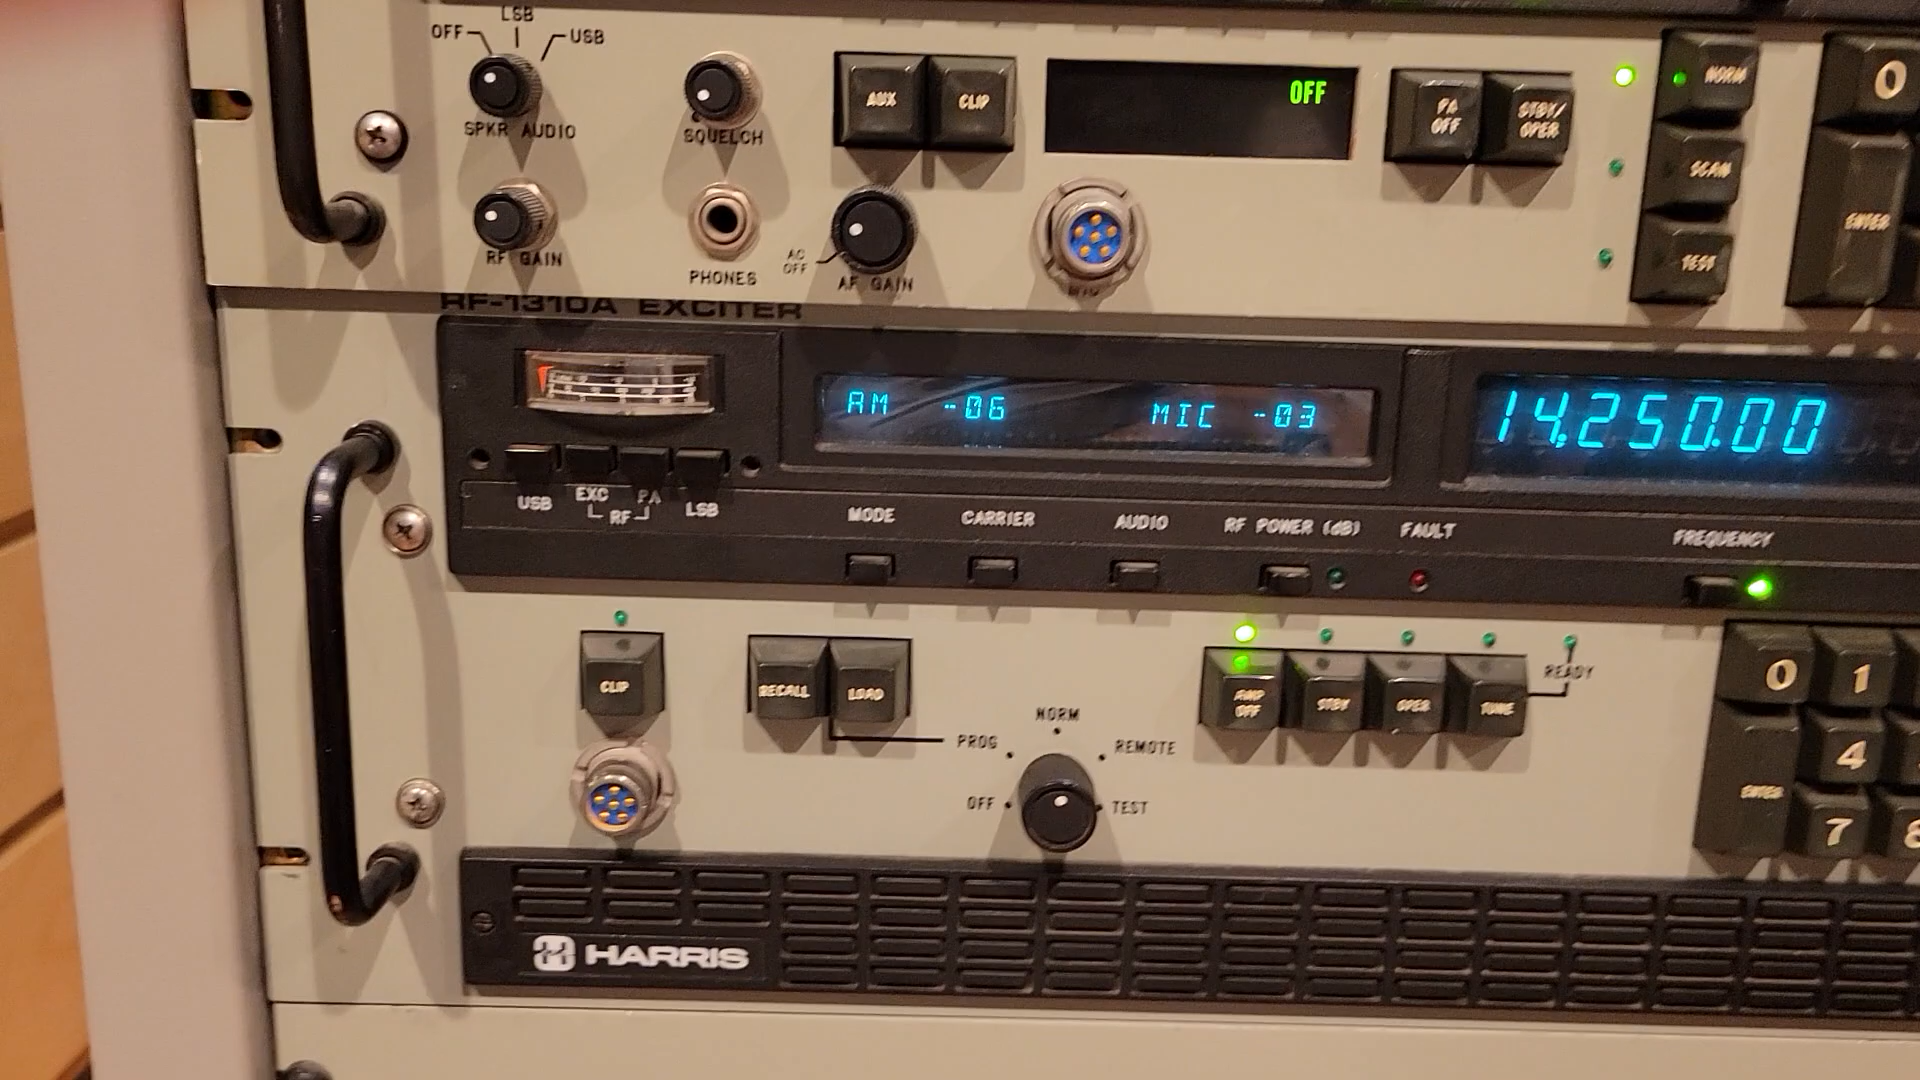 LSB
OFF USB
SPKR AUDIO
SQUELCH
AUX CLIP
OFF
PA OFF
STBY/ OPER
NORM
0
SCAN
ENTER
TEST
RF GAIN
PHONES
AC OFF
AF GAIN
MIC
RF-1310A EXCITER
AM -06 MIC -03
14.250.00
USB EXC PA LSB
RF
MODE CARRIER AUDIO RF POWER (dB) FAULT FREQUENCY
CLIP
RECALL LOAD
AMP OFF
STBY
OPER
TUNE
READY
0 1
4
ENTER
7 8
NORM
PROG REMOTE
OFF TEST
HARRIS